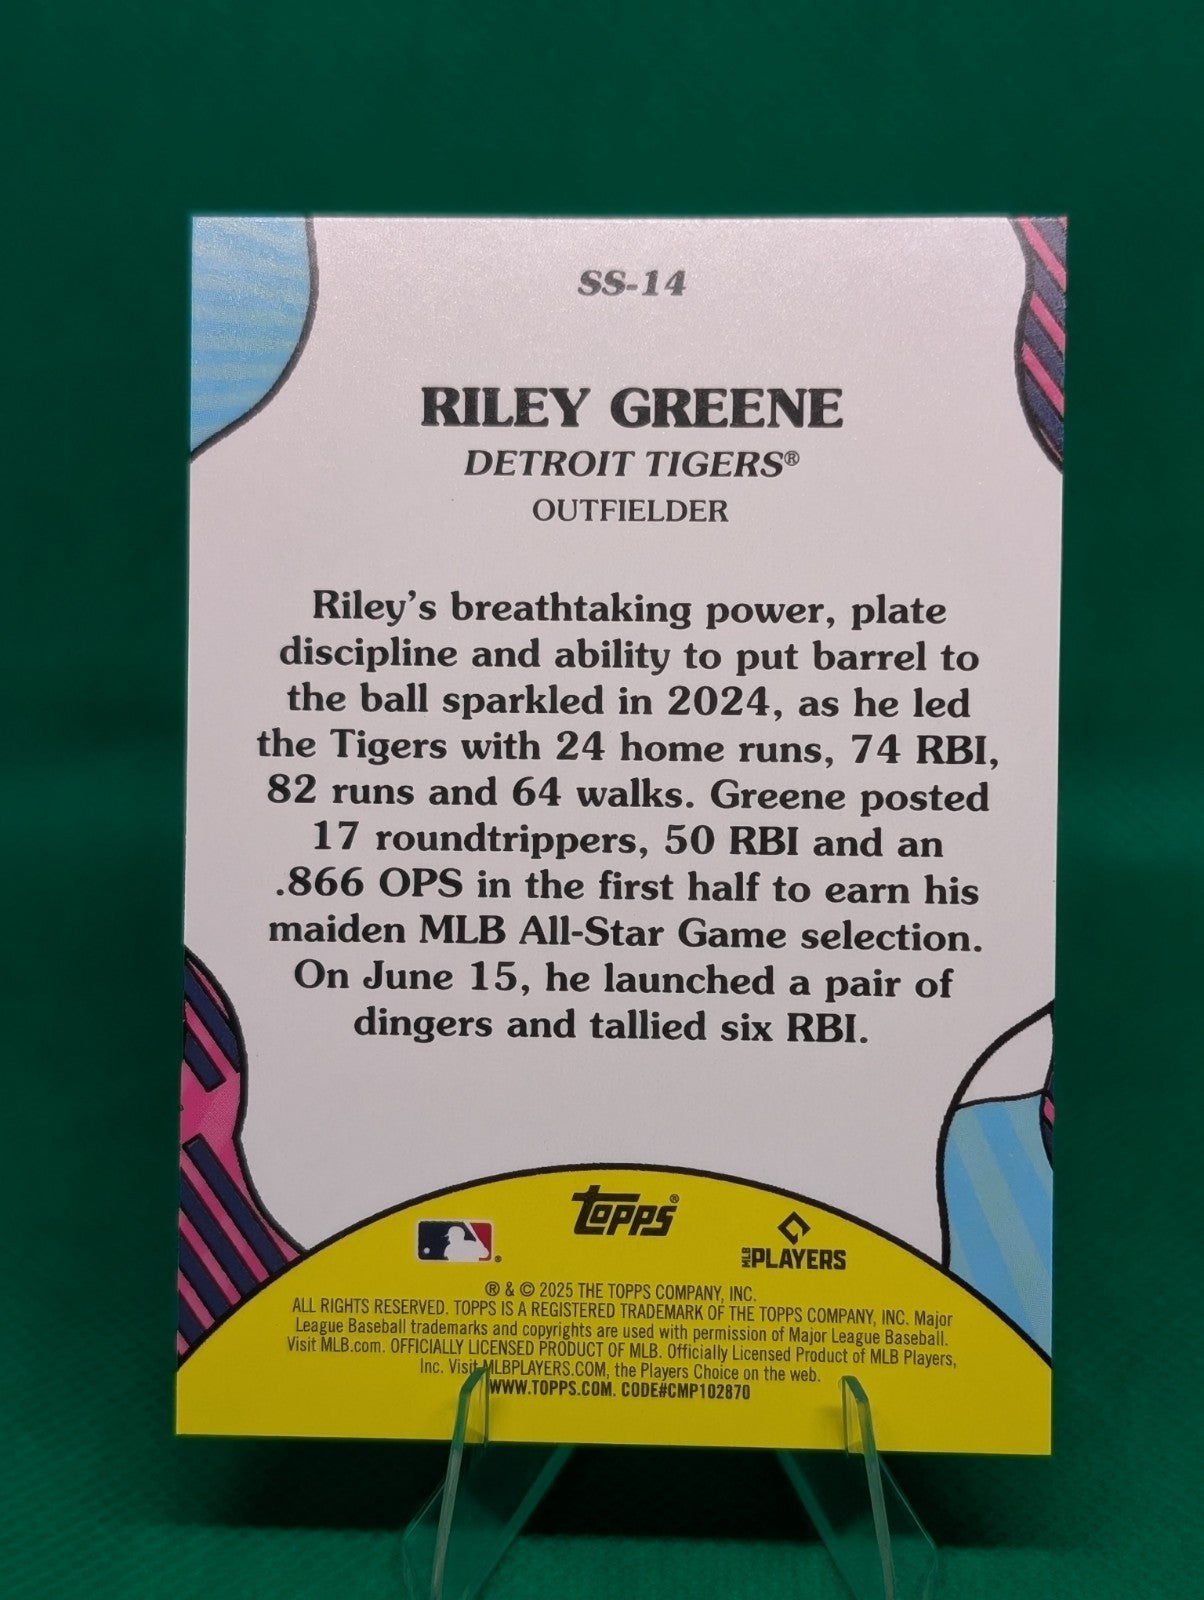 SS-14
RILEY GREENE
DETROIT TIGERS®
OUTFIELDER
Riley's breathtaking power, plate
discipline and ability to put barrel to
the ball sparkled in 2024, as he led
the Tigers with 24 home runs, 74 RBI,
82 runs and 64 walks. Greene posted
17 roundtrippers, 50 RBI and an
.866 OPS in the first half to earn his
maiden MLB All-Star Game selection.
On June 15, he launched a pair of
dingers and tallied six RBI.
topps®
® MLB PLAYERS
® & © 2025 THE TOPPS COMPANY, INC.
ALL RIGHTS RESERVED. TOPPS IS A REGISTERED TRADEMARK OF THE TOPPS COMPANY, INC. Major
League Baseball trademarks and copyrights are used with permission of Major League Baseball.
Visit MLB.com. OFFICIALLY LICENSED PRODUCT OF MLB. Officially Licensed Product of MLB Players,
Inc. Visit MLBPLAYERS.COM, the Players Choice on the web.
WWW.TOPPS.COM. CODE#CMP102870